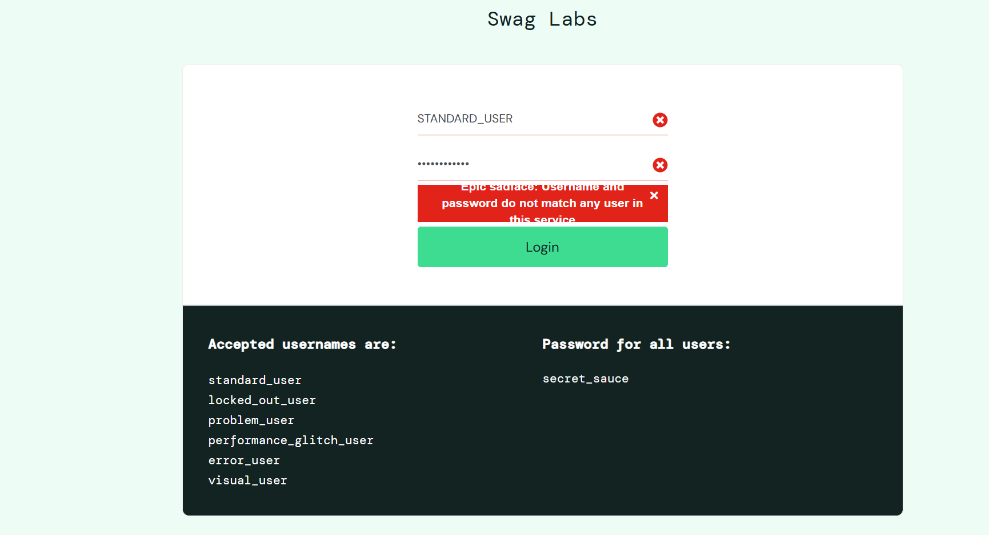 Swag Labs
STANDARD_USER
••••••••••••
Epic sadface: Username and
password do not match any user in
this service
Login
Accepted usernames are:
standard_user
locked_out_user
problem_user
performance_glitch_user
error_user
visual_user
Password for all users:
secret_sauce